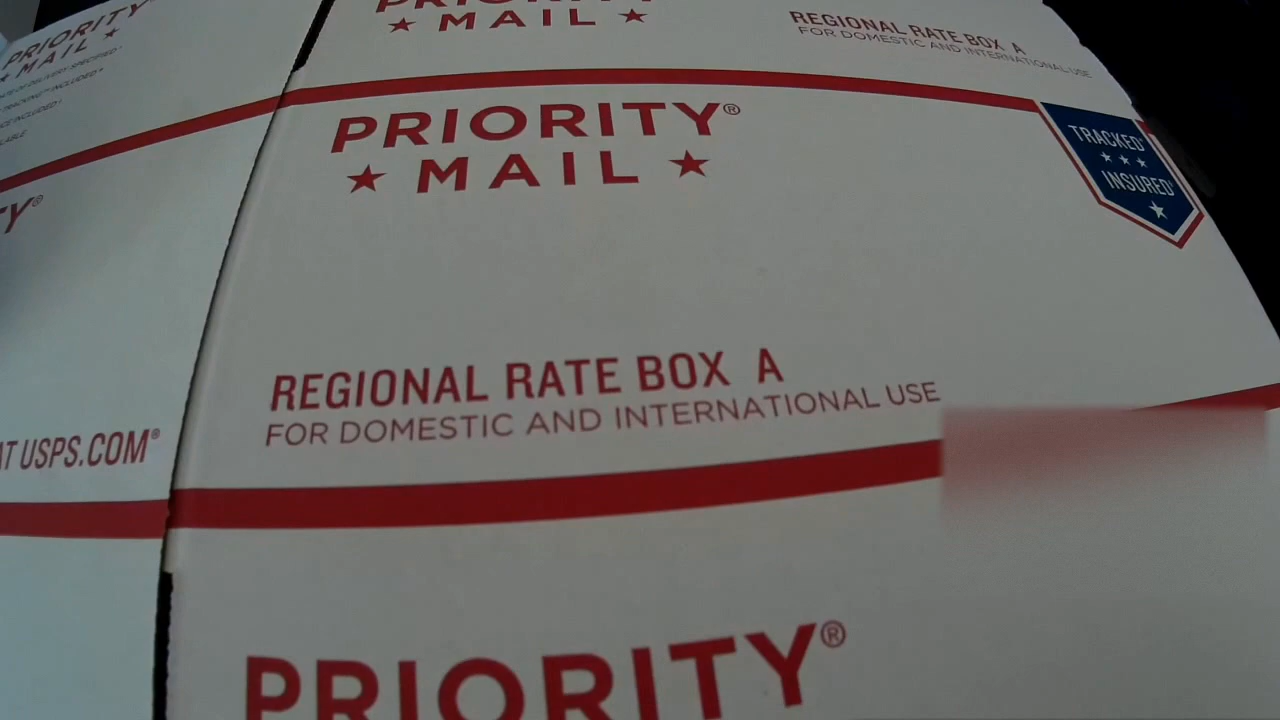 PRIORITY
MAIL
PRIORITY
MAIL
REGIONAL RATE BOX A
FOR DOMESTIC AND INTERNATIONAL USE
PRIORITY®
MAIL
TRACKED
INSURED
TY®
REGIONAL RATE BOX A
FOR DOMESTIC AND INTERNATIONAL USE
AT USPS.COM®
PRIORITY®